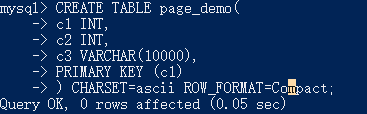 mysql> CREATE TABLE page_demo(
    -> c1 INT,
    -> c2 INT,
    -> c3 VARCHAR(10000),
    -> PRIMARY KEY (c1)
    -> ) CHARSET=ascii ROW_FORMAT=Compact;
Query OK, 0 rows affected (0.05 sec)